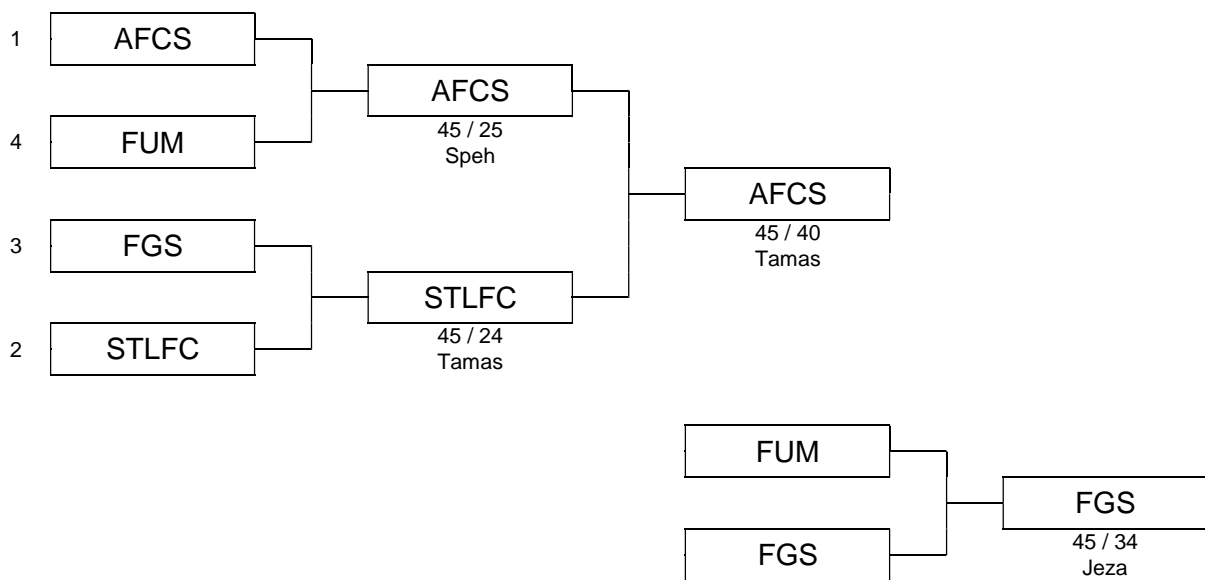 1 AFCS
AFCS
45 / 25
Speh
4 FUM
AFCS
45 / 40
Tamas
3 FGS
STLFC
45 / 24
Tamas
2 STLFC
FUM
FGS
45 / 34
Jeza
FGS